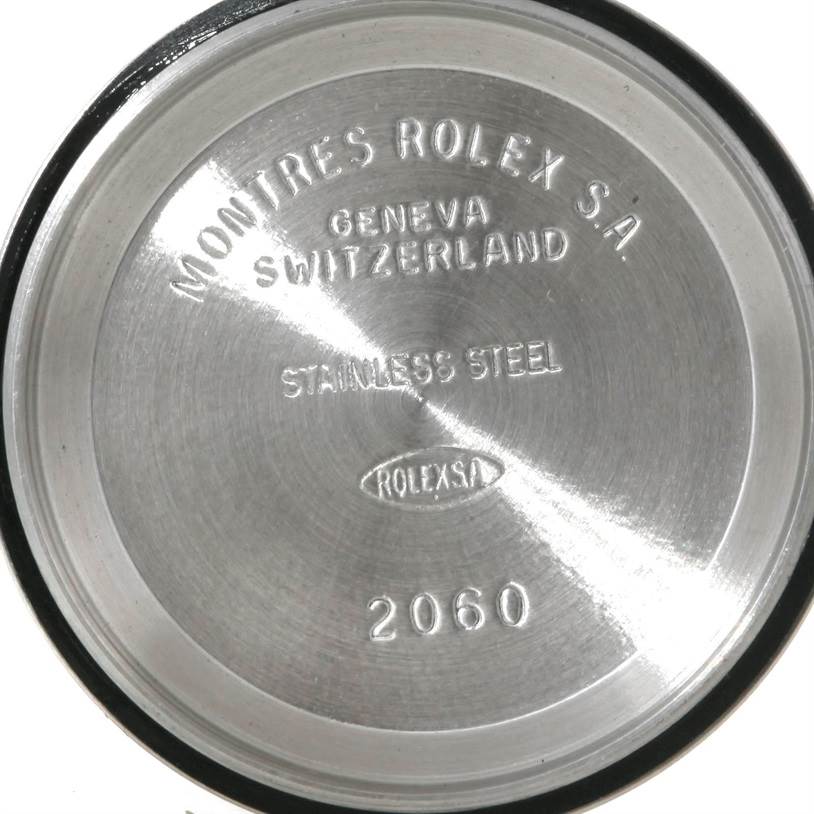 MONTRES ROLEX S.A.
GENEVA
SWITZERLAND
STAINLESS STEEL
ROLEX S.A
2060